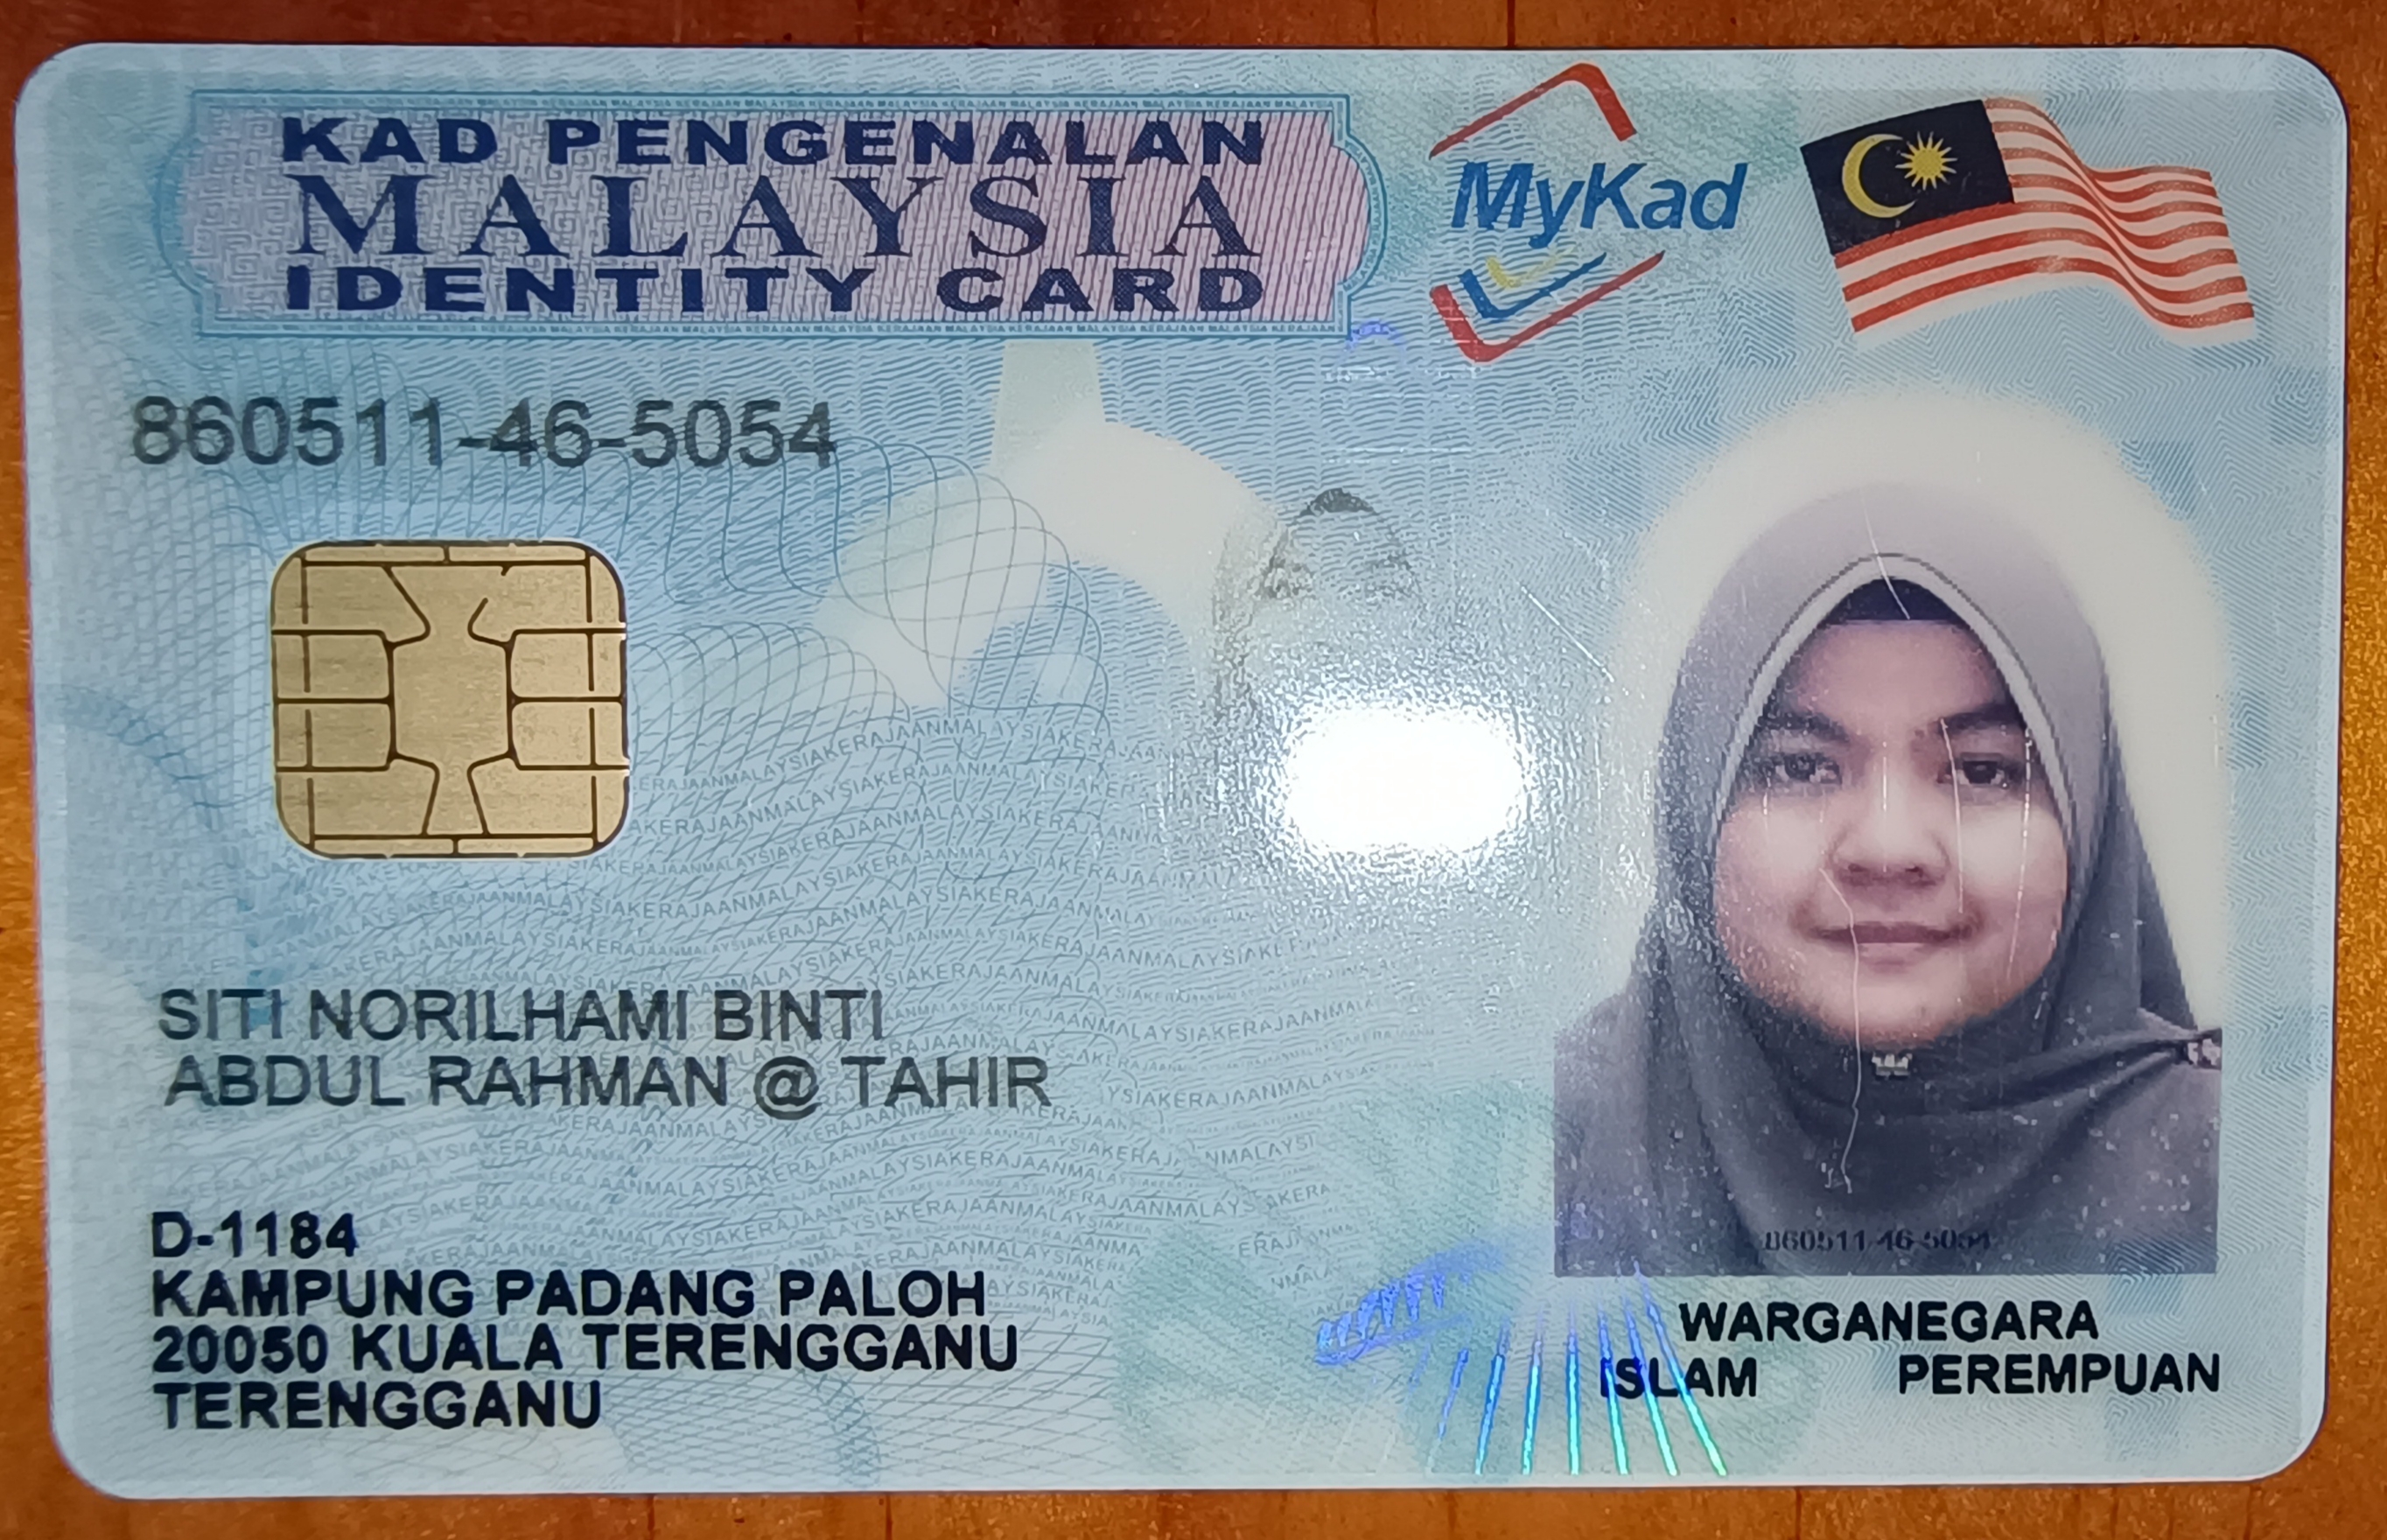 KAD PENGENALAN
MALAYSIA
IDENTITY CARD
MyKad
860511-46-5054
SITI NORILHAMI BINTI
ABDUL RAHMAN @ TAHIR
D-1184
KAMPUNG PADANG PALOH
20050 KUALA TERENGGANU
TERENGGANU
860511-46-5054
WARGANEGARA
ISLAM PEREMPUAN